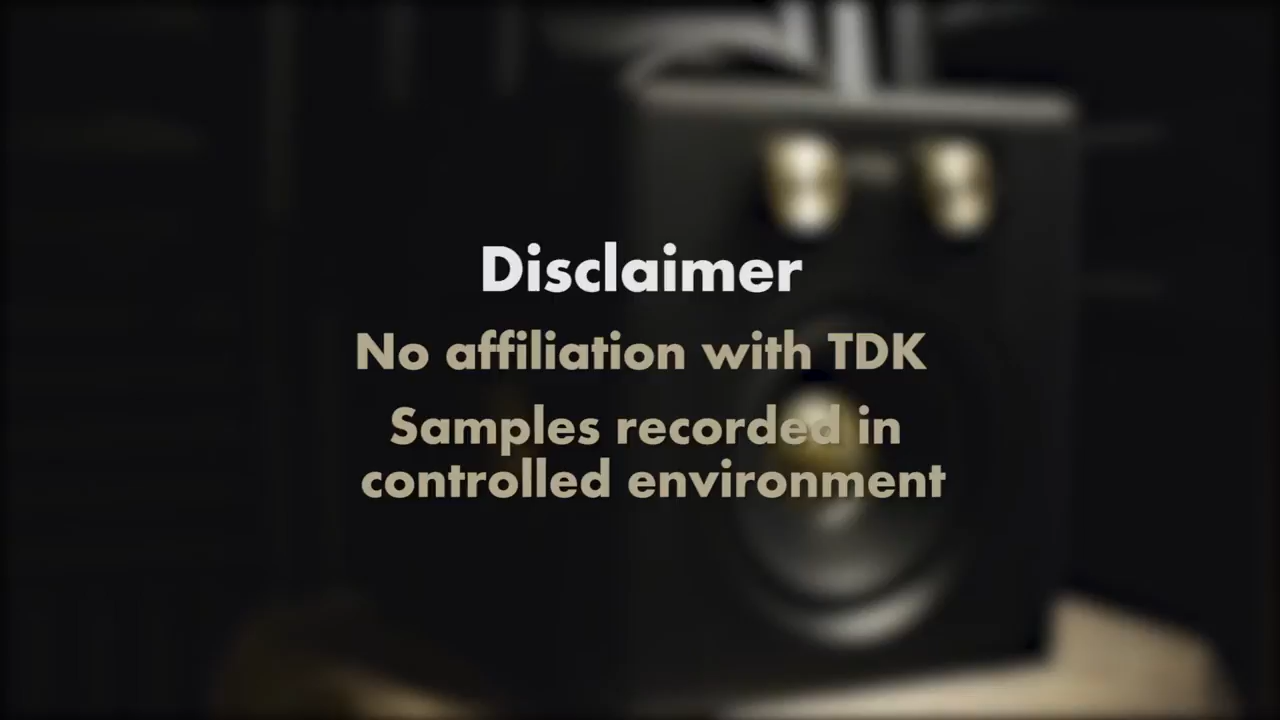 Disclaimer
No affiliation with TDK
Samples recorded in
controlled environment